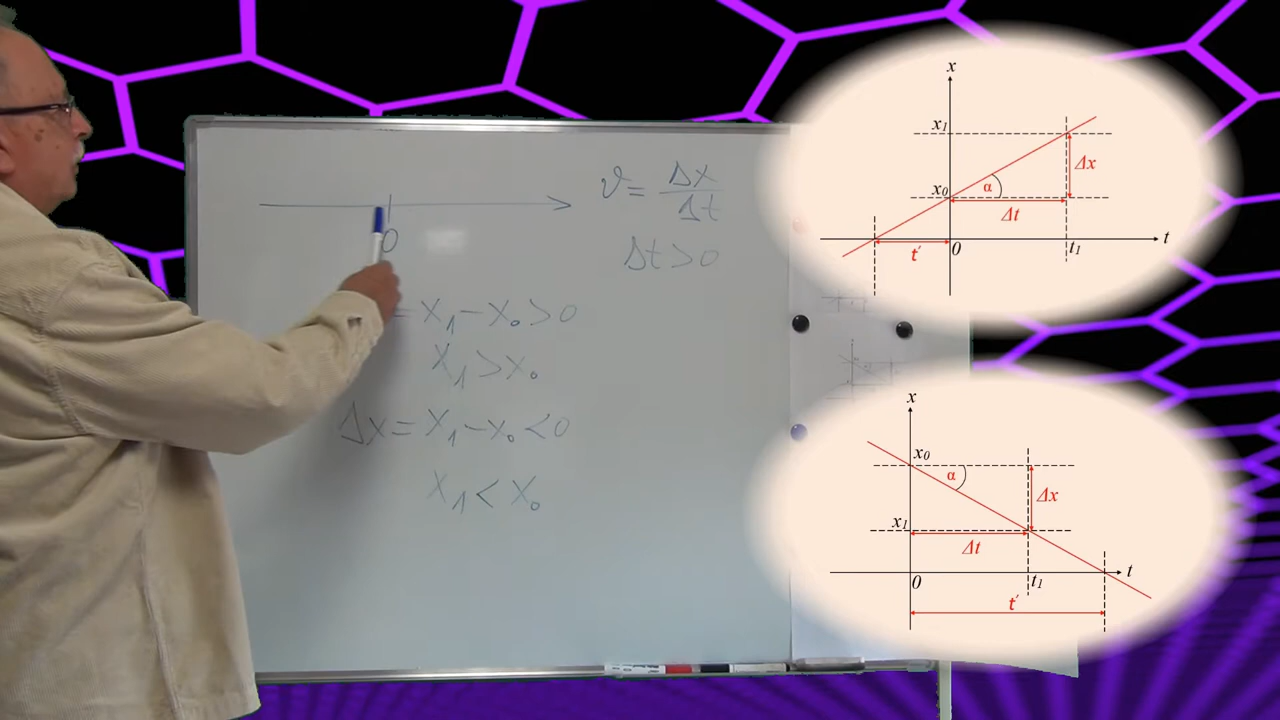 0
ϑ = Δx / Δt
Δt > 0
= x₁ − x₀ > 0
x₁ > x₀
Δx = x₁ − x₀ < 0
x₁ < x₀
x
x₁
Δx
x₀
α
Δt
t′
0
t₁
t
x
x₀
α
Δx
x₁
Δt
0
t₁
t
t′